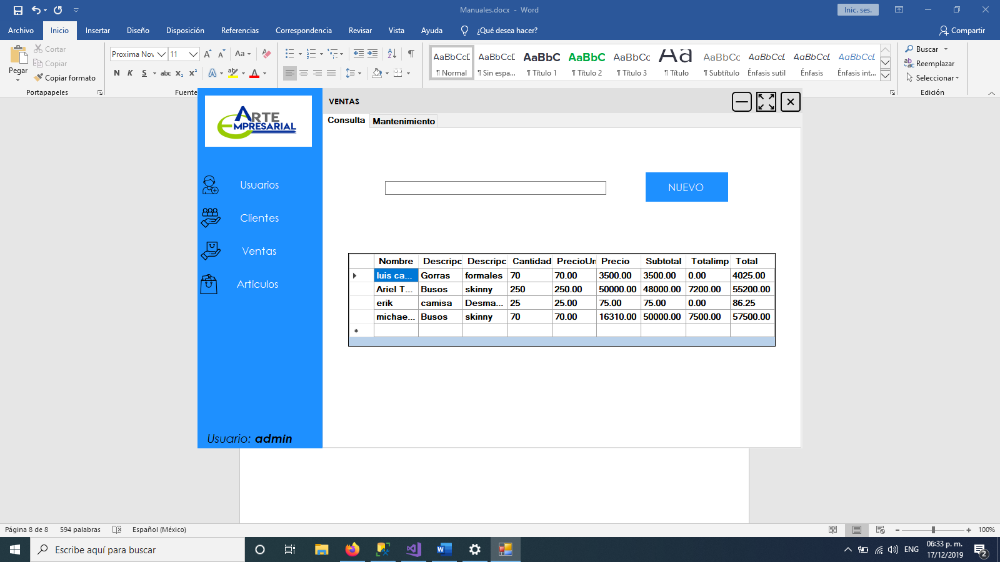 Manuales.docx - Word
Inic. ses.
Archivo Inicio Insertar Diseño Disposición Referencias Correspondencia Revisar Vista Ayuda ¿Qué desea hacer? Compartir
Pegar
Cortar
Copiar
Copiar formato
Portapapeles
Proxima Nov 11
Aa
N K S abc x₂ x²
Fuente
AaBbCcD AaBbCcD AaBbC AaBbC AaBbCc Aa AaBbCc AaBbCcL AaBbCcL AaBbCcL
¶ Normal ¶ Sin espa... ¶ Título 1 ¶ Título 2 ¶ Título 3 ¶ Título ¶ Subtítulo Énfasis sutil Énfasis Énfasis int...
Buscar
Reemplazar
Seleccionar
Edición
ARTE
EMPRESARIAL
VENTAS
Consulta Mantenimiento
Usuarios
Clientes
Ventas
Articulos
NUEVO
Nombre Descripc Descripc Cantidad PrecioUn Precio Subtotal Totalimp Total
luis ca... Gorras formales 70 70.00 3500.00 3500.00 0.00 4025.00
Ariel T... Busos skinny 250 250.00 50000.00 48000.00 7200.00 55200.00
erik camisa Desma... 25 25.00 75.00 75.00 0.00 86.25
michae... Busos skinny 70 70.00 16310.00 50000.00 7500.00 57500.00
Usuario: admin
Página 8 de 8 594 palabras Español (México) 100%
Escribe aquí para buscar
ENG
06:33 p. m.
17/12/2019
2